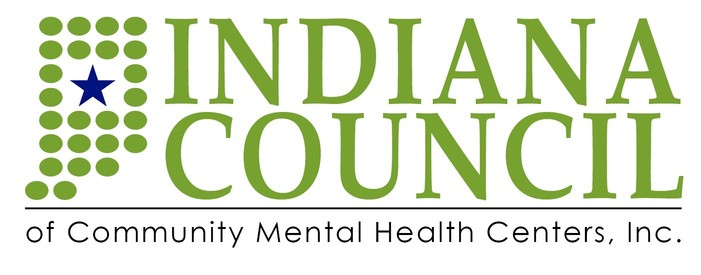 INDIANA
COUNCIL
of Community Mental Health Centers, Inc.